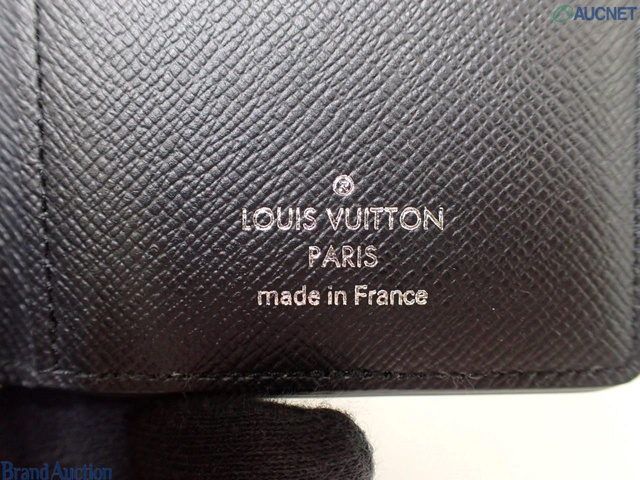 AUCNET
®
LOUIS VUITTON
PARIS
made in France
Brand Auction